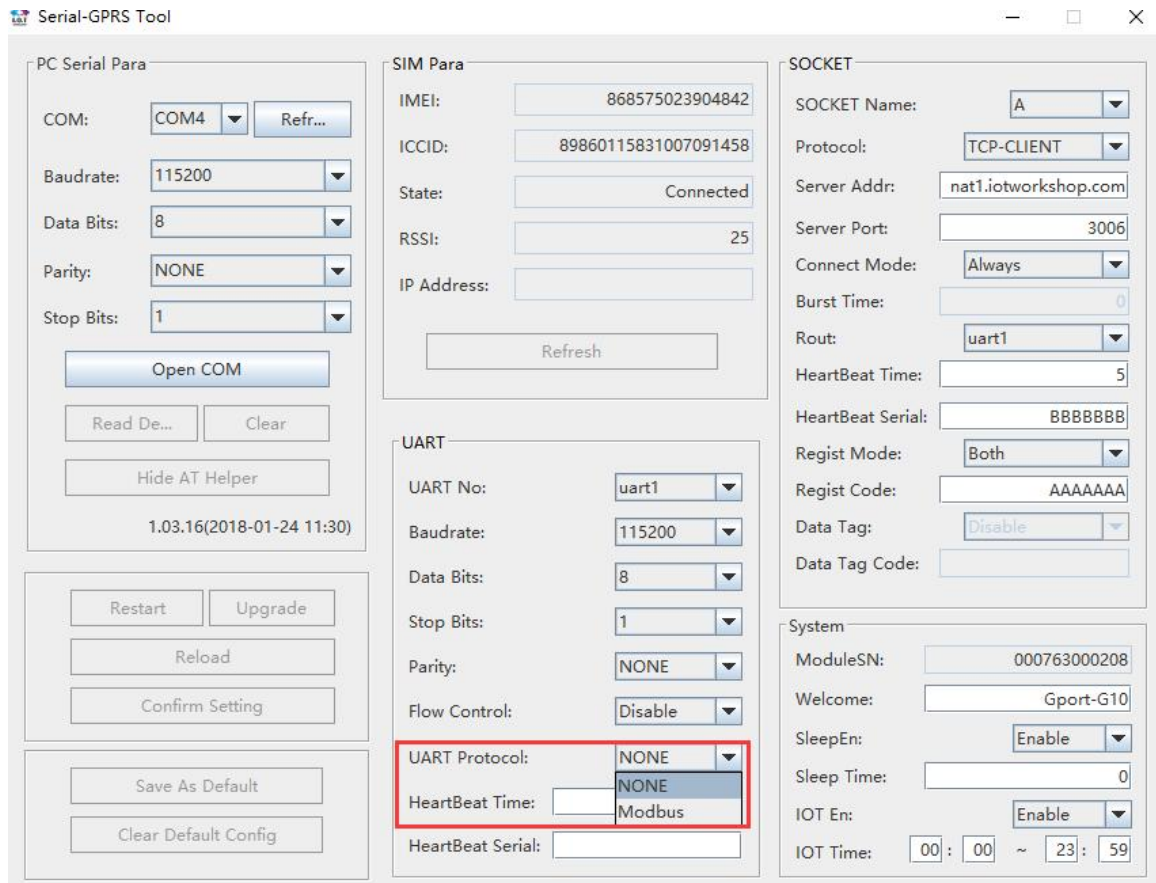 Serial-GPRS Tool
PC Serial Para
COM: COM4 Refr...
Baudrate: 115200
Data Bits: 8
Parity: NONE
Stop Bits: 1
Open COM
Read De... Clear
Hide AT Helper
1.03.16(2018-01-24 11:30)
Restart Upgrade
Reload
Confirm Setting
Save As Default
Clear Default Config
SIM Para
IMEI: 868575023904842
ICCID: 89860115831007091458
State: Connected
RSSI: 25
IP Address:
Refresh
UART
UART No: uart1
Baudrate: 115200
Data Bits: 8
Stop Bits: 1
Parity: NONE
Flow Control: Disable
UART Protocol: NONE
NONE
HeartBeat Time: Modbus
HeartBeat Serial:
SOCKET
SOCKET Name: A
Protocol: TCP-CLIENT
Server Addr: nat1.iotworkshop.com
Server Port: 3006
Connect Mode: Always
Burst Time: 0
Rout: uart1
HeartBeat Time: 5
HeartBeat Serial: BBBBBBB
Regist Mode: Both
Regist Code: AAAAAAA
Data Tag: Disable
Data Tag Code:
System
ModuleSN: 000763000208
Welcome: Gport-G10
SleepEn: Enable
Sleep Time: 0
IOT En: Enable
IOT Time: 00 : 00 ~ 23 : 59